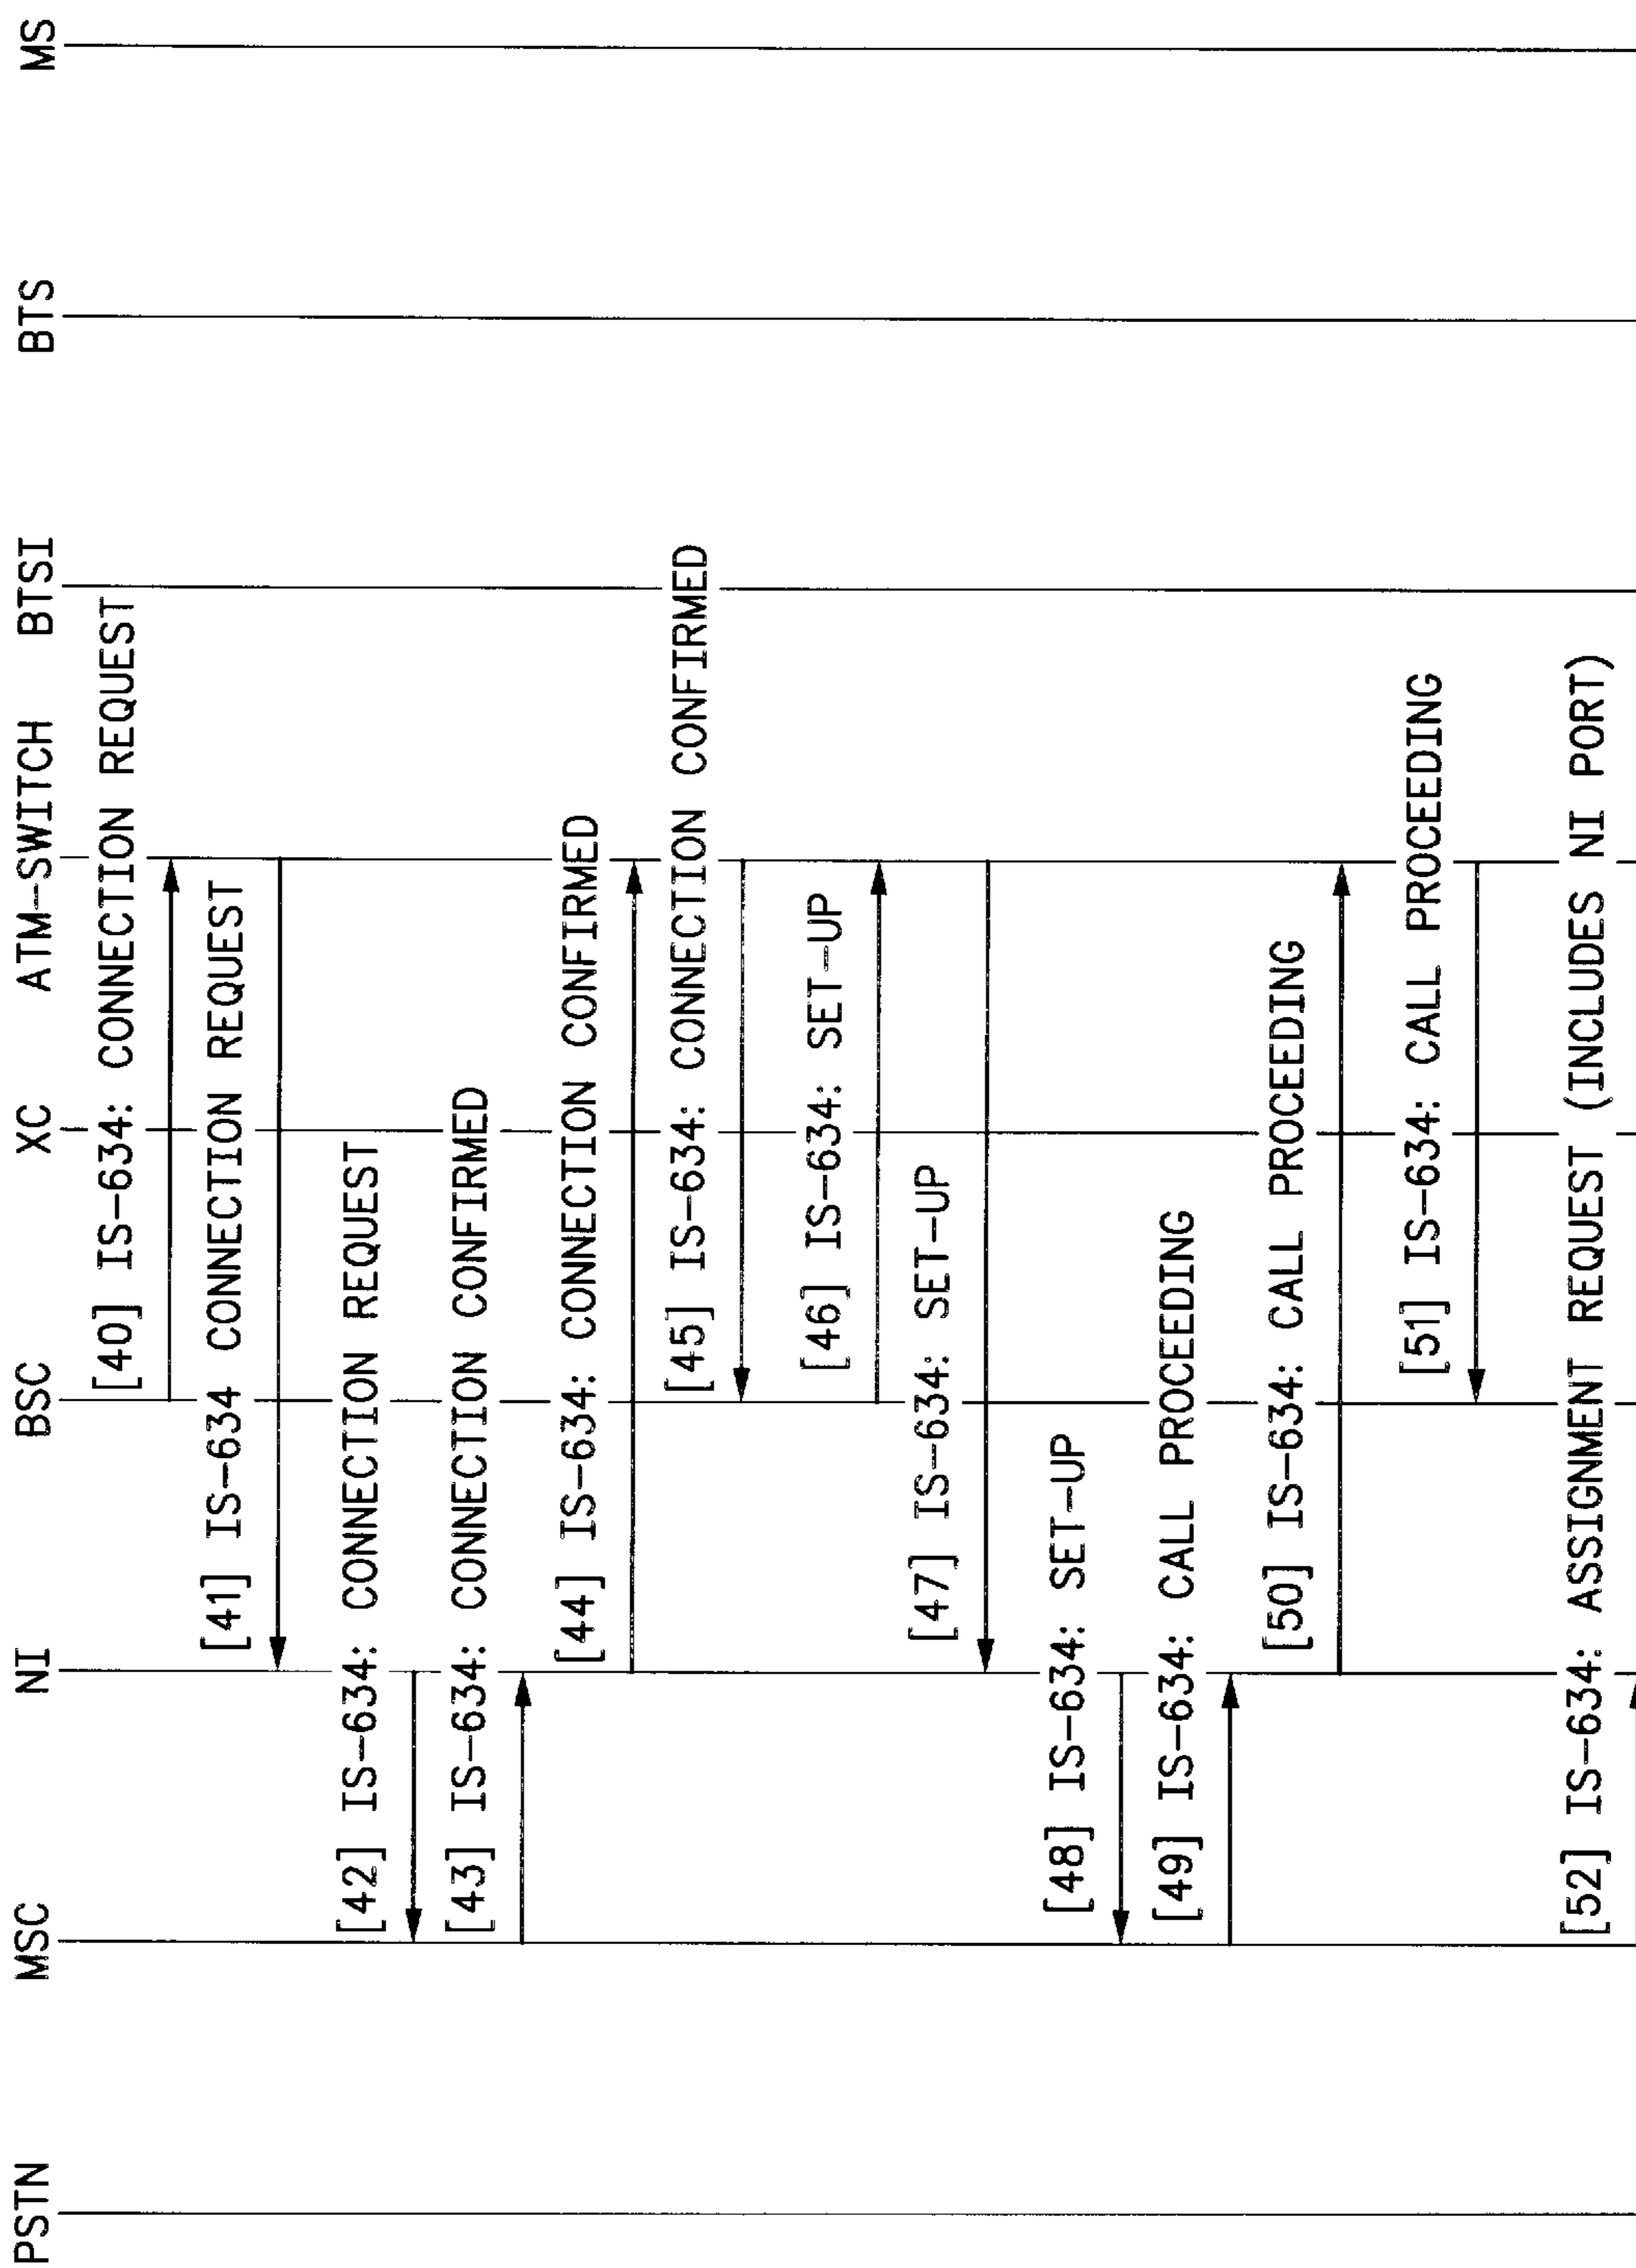 PSTN MSC NI BSC XC ATM-SWITCH BTSI BTS MS
[40] IS-634: CONNECTION REQUEST
[41] IS-634 CONNECTION REQUEST
[42] IS-634: CONNECTION REQUEST
[43] IS-634: CONNECTION CONFIRMED
[44] IS-634: CONNECTION CONFIRMED
[45] IS-634: CONNECTION CONFIRMED
[46] IS-634: SET-UP
[47] IS-634: SET-UP
[48] IS-634: SET-UP
[49] IS-634: CALL PROCEEDING
[50] IS-634: CALL PROCEEDING
[51] IS-634: CALL PROCEEDING
[52] IS-634: ASSIGNMENT REQUEST (INCLUDES NI PORT)